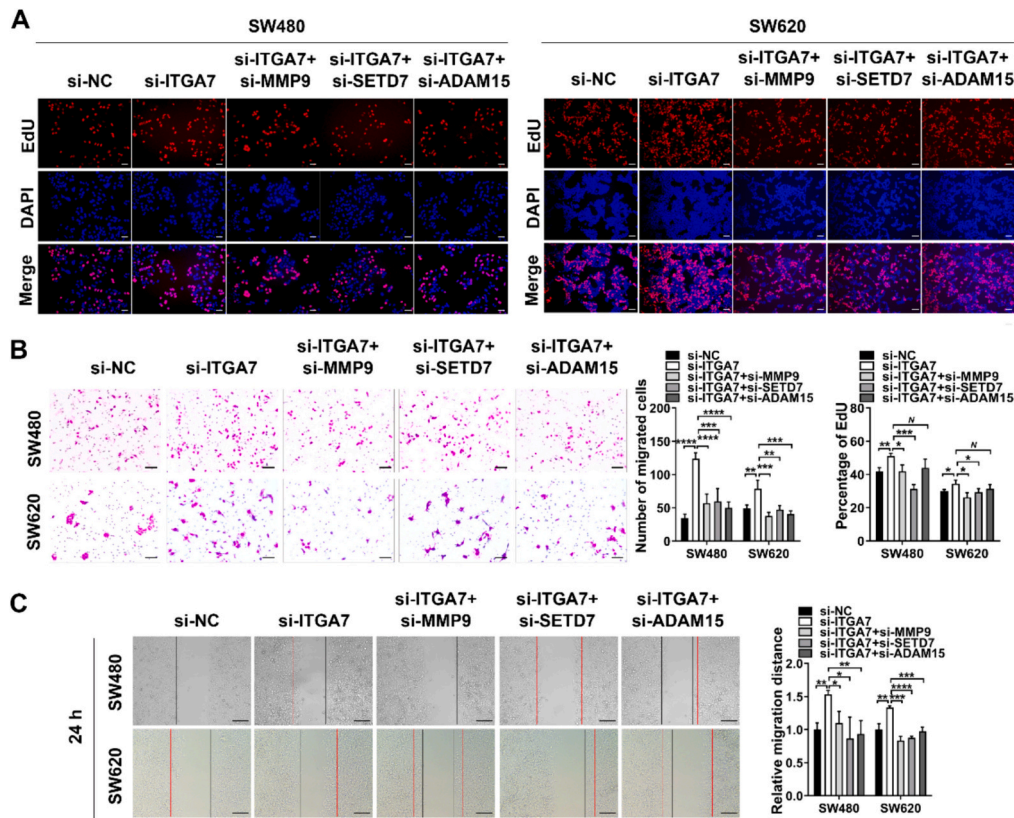 A
SW480
SW620
si-NC
si-ITGA7
si-ITGA7+
si-MMP9
si-ITGA7+
si-SETD7
si-ITGA7+
si-ADAM15
si-NC
si-ITGA7
si-ITGA7+
si-MMP9
si-ITGA7+
si-SETD7
si-ITGA7+
si-ADAM15
EdU
DAPI
Merge
EdU
DAPI
Merge
B
si-NC
si-ITGA7
si-ITGA7+
si-MMP9
si-ITGA7+
si-SETD7
si-ITGA7+
si-ADAM15
SW480
SW620
si-NC
si-ITGA7
si-ITGA7+si-MMP9
si-ITGA7+si-SETD7
si-ITGA7+si-ADAM15
Number of migrated cells
200
150
100
50
0
**** **** *** ****
** *** ** ***
SW480
SW620
si-NC
si-ITGA7
si-ITGA7+si-MMP9
si-ITGA7+si-SETD7
si-ITGA7+si-ADAM15
Percentage of EdU
80
60
40
20
0
** * *** N
* * * N
SW480
SW620
C
si-NC
si-ITGA7
si-ITGA7+
si-MMP9
si-ITGA7+
si-SETD7
si-ITGA7+
si-ADAM15
24 h
SW480
SW620
si-NC
si-ITGA7
si-ITGA7+si-MMP9
si-ITGA7+si-SETD7
si-ITGA7+si-ADAM15
Relative migration distance
2.0
1.5
1.0
0.5
0.0
** * * **
** *** **** ***
SW480
SW620